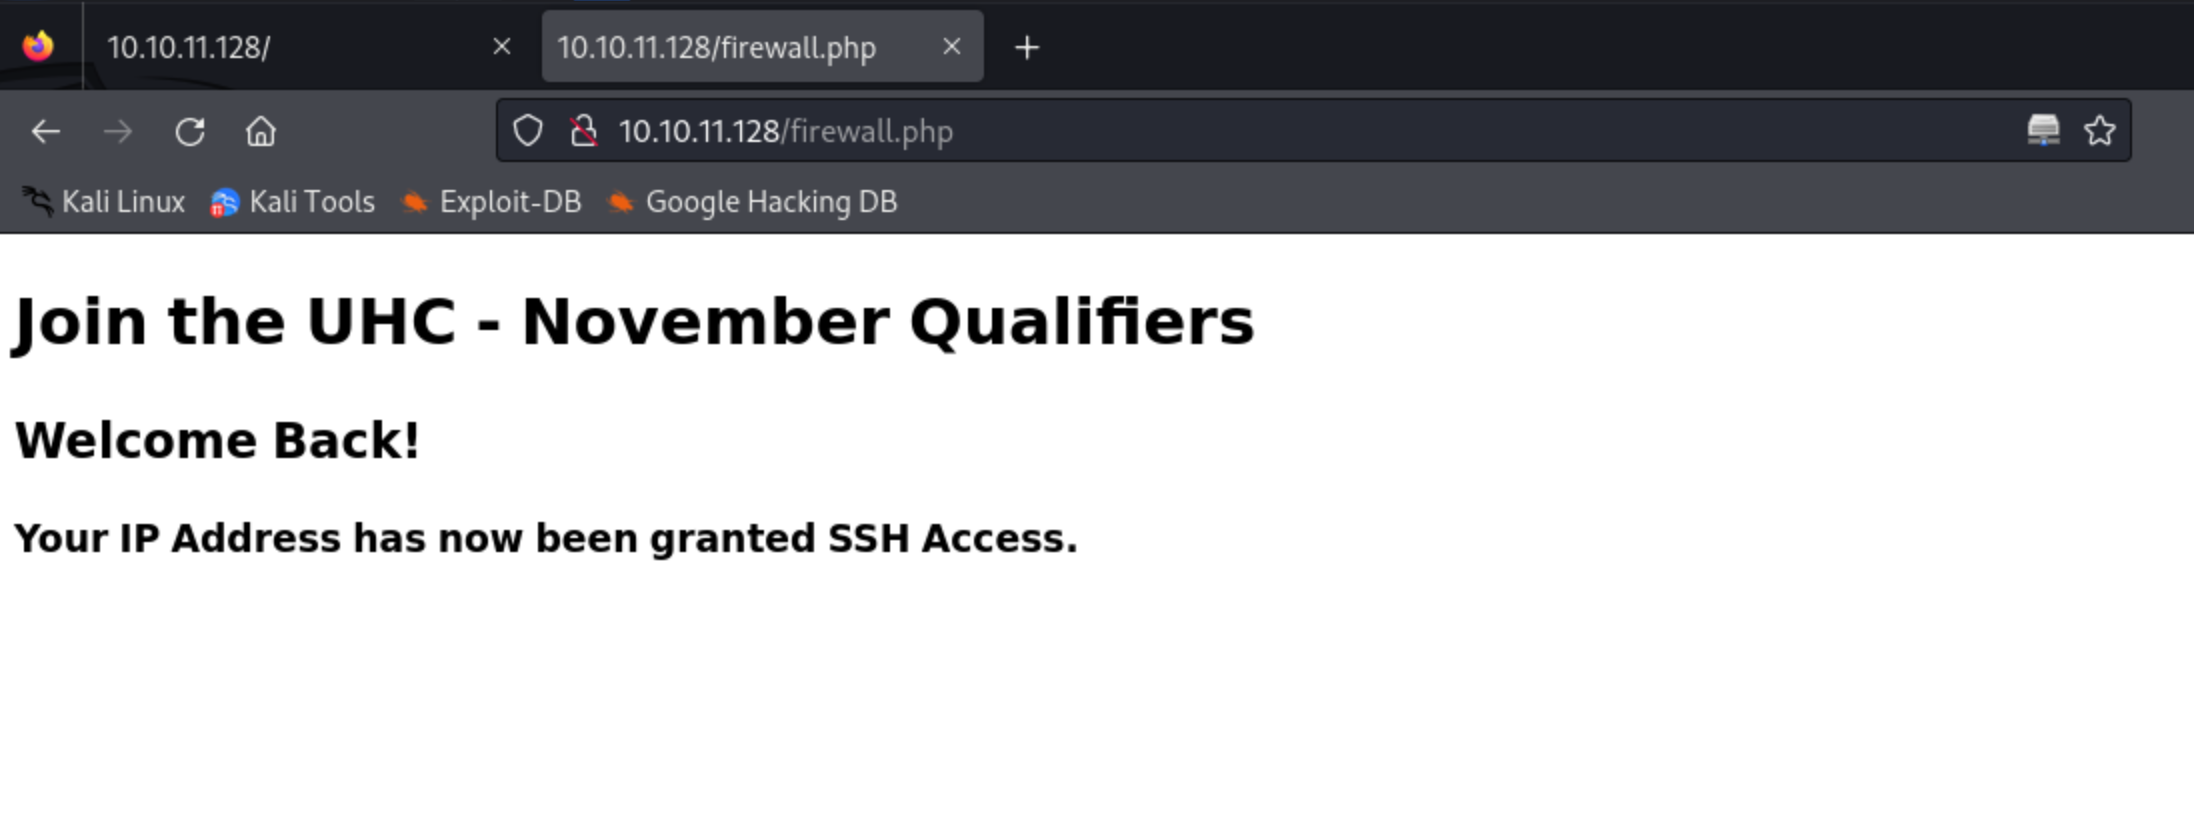 10.10.11.128/
10.10.11.128/firewall.php
10.10.11.128/firewall.php
Kali Linux Kali Tools Exploit-DB Google Hacking DB
Join the UHC - November Qualifiers
Welcome Back!
Your IP Address has now been granted SSH Access.